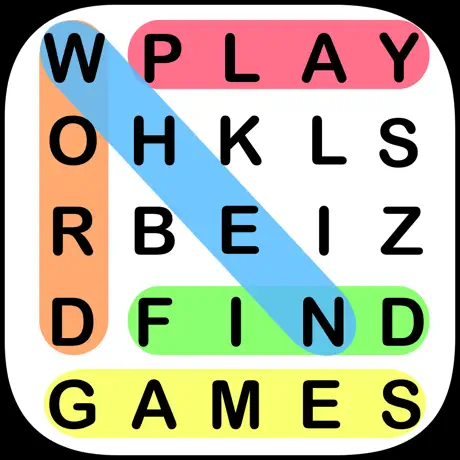 W P L A Y
O H K L S
R B E I Z
D F I N D
G A M E S